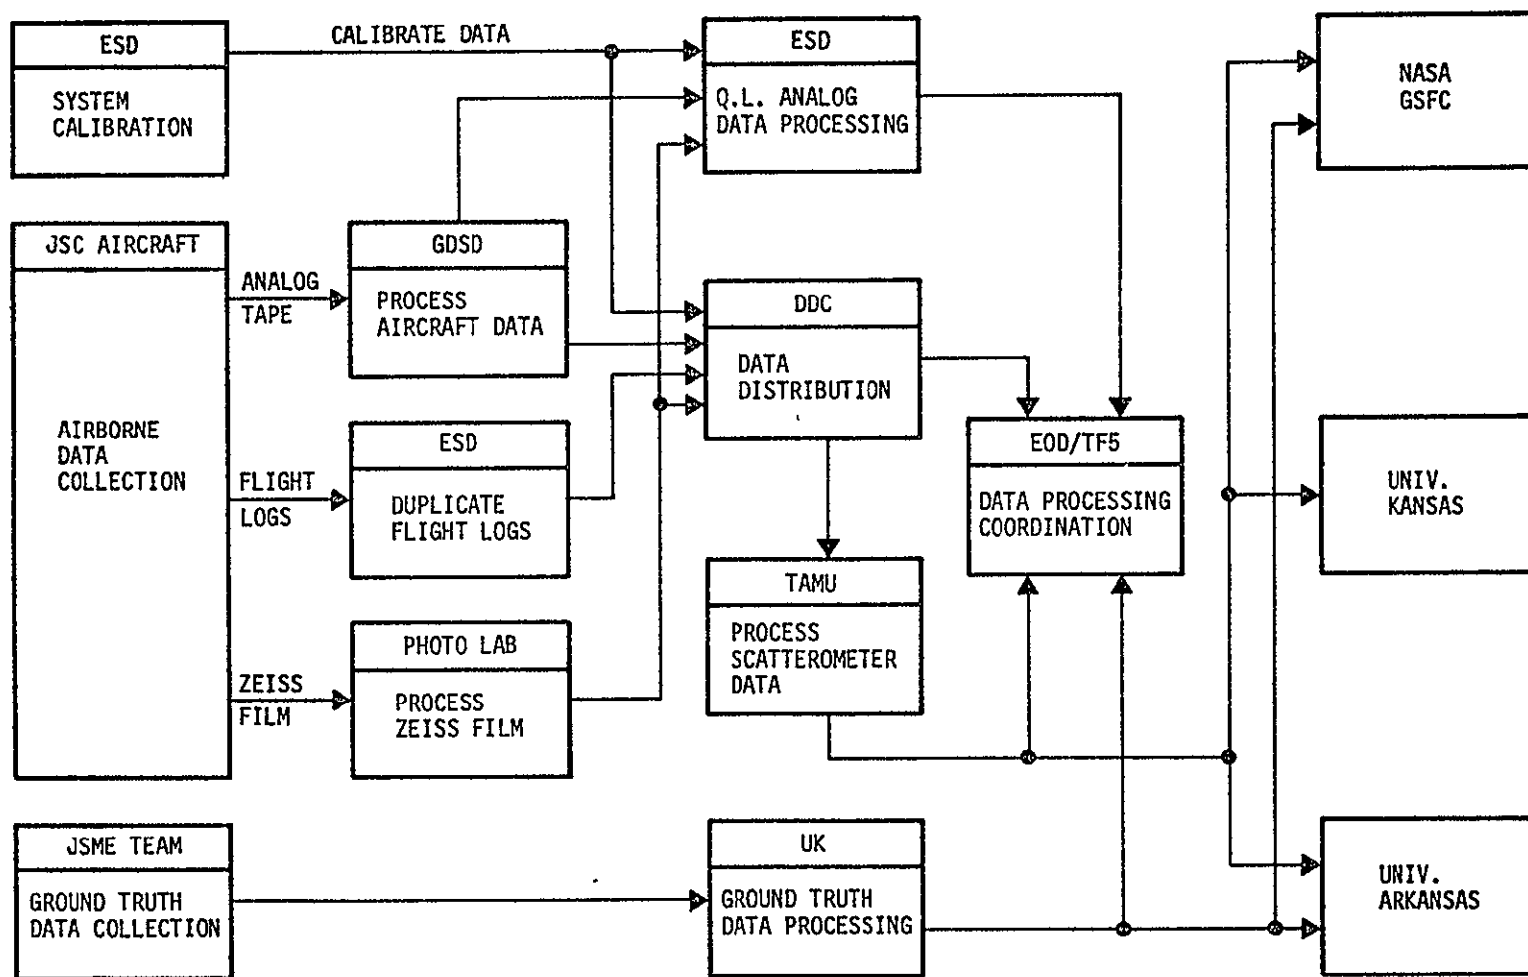 ESD
SYSTEM
CALIBRATION
CALIBRATE DATA
ESD
Q.L. ANALOG
DATA PROCESSING
NASA
GSFC
JSC AIRCRAFT
AIRBORNE
DATA
COLLECTION
ANALOG
TAPE
GDSD
PROCESS
AIRCRAFT DATA
DDC
DATA
DISTRIBUTION
FLIGHT
LOGS
ESD
DUPLICATE
FLIGHT LOGS
EOD/TF5
DATA PROCESSING
COORDINATION
UNIV.
KANSAS
ZEISS
FILM
PHOTO LAB
PROCESS
ZEISS FILM
TAMU
PROCESS
SCATTEROMETER
DATA
JSME TEAM
GROUND TRUTH
DATA COLLECTION
UK
GROUND TRUTH
DATA PROCESSING
UNIV.
ARKANSAS